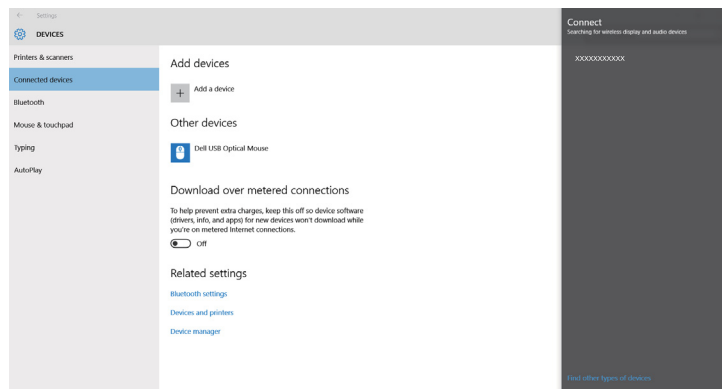 Settings
DEVICES
Printers & scanners
Connected devices
Bluetooth
Mouse & touchpad
Typing
AutoPlay
Add devices
Add a device
Other devices
Dell USB Optical Mouse
Download over metered connections
To help prevent extra charges, keep this off so device software
(drivers, info, and apps) for new devices won't download while
you're on metered Internet connections.
Off
Related settings
Bluetooth settings
Devices and printers
Device manager
Connect
Searching for wireless display and audio devices
XXXXXXXXXXX
Find other types of devices